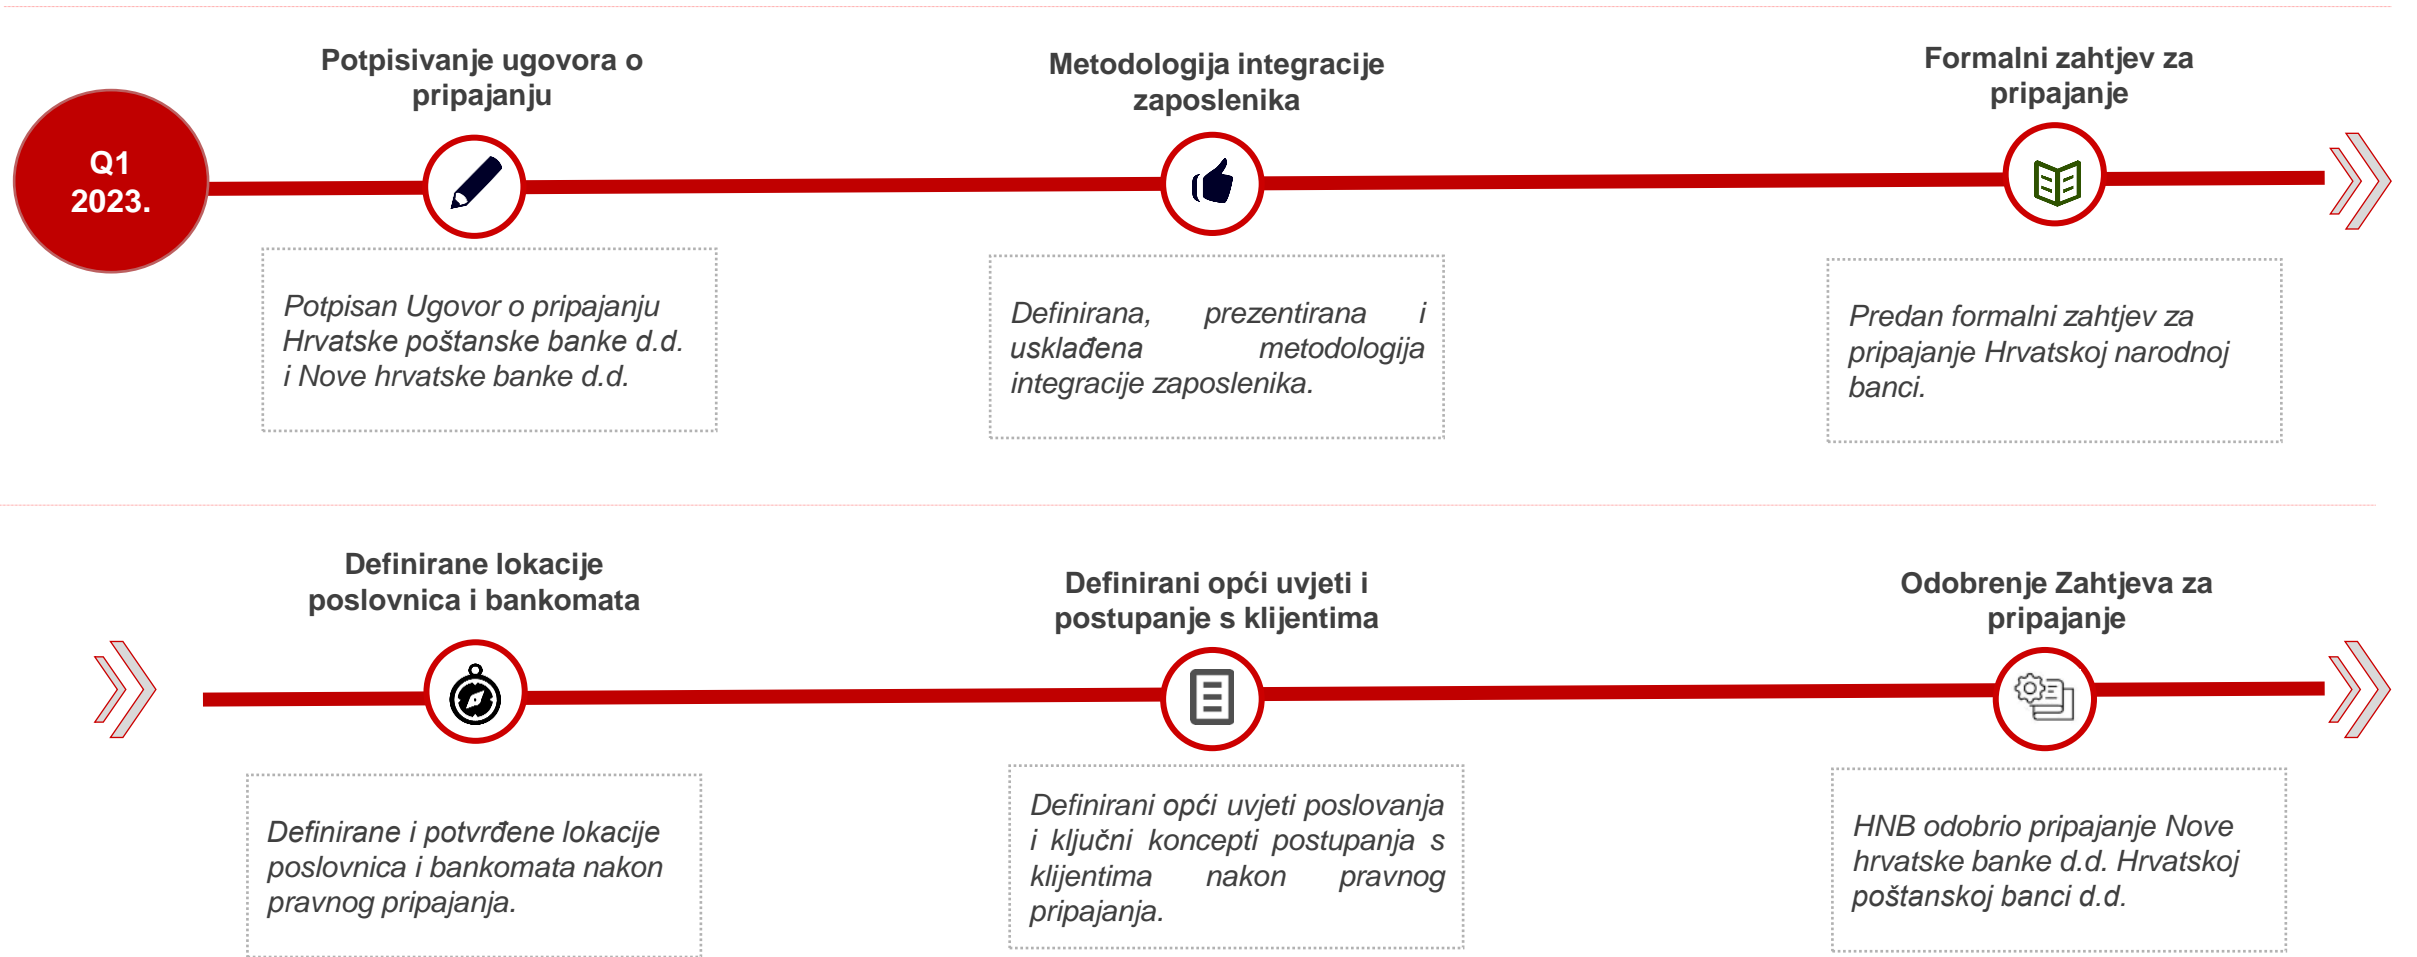 Q1
2023.
Potpisivanje ugovora o
pripajanju
Potpisan Ugovor o pripajanju
Hrvatske poštanske banke d.d.
i Nove hrvatske banke d.d.
Metodologija integracije
zaposlenika
Definirana, prezentirana i
usklađena metodologija
integracije zaposlenika.
Formalni zahtjev za
pripajanje
Predan formalni zahtjev za
pripajanje Hrvatskoj narodnoj
banci.
Definirane lokacije
poslovnica i bankomata
Definirane i potvrđene lokacije
poslovnica i bankomata nakon
pravnog pripajanja.
Definirani opći uvjeti i
postupanje s klijentima
Definirani opći uvjeti poslovanja
i ključni koncepti postupanja s
klijentima nakon pravnog
pripajanja.
Odobrenje Zahtjeva za
pripajanje
HNB odobrio pripajanje Nove
hrvatske banke d.d. Hrvatskoj
poštanskoj banci d.d.